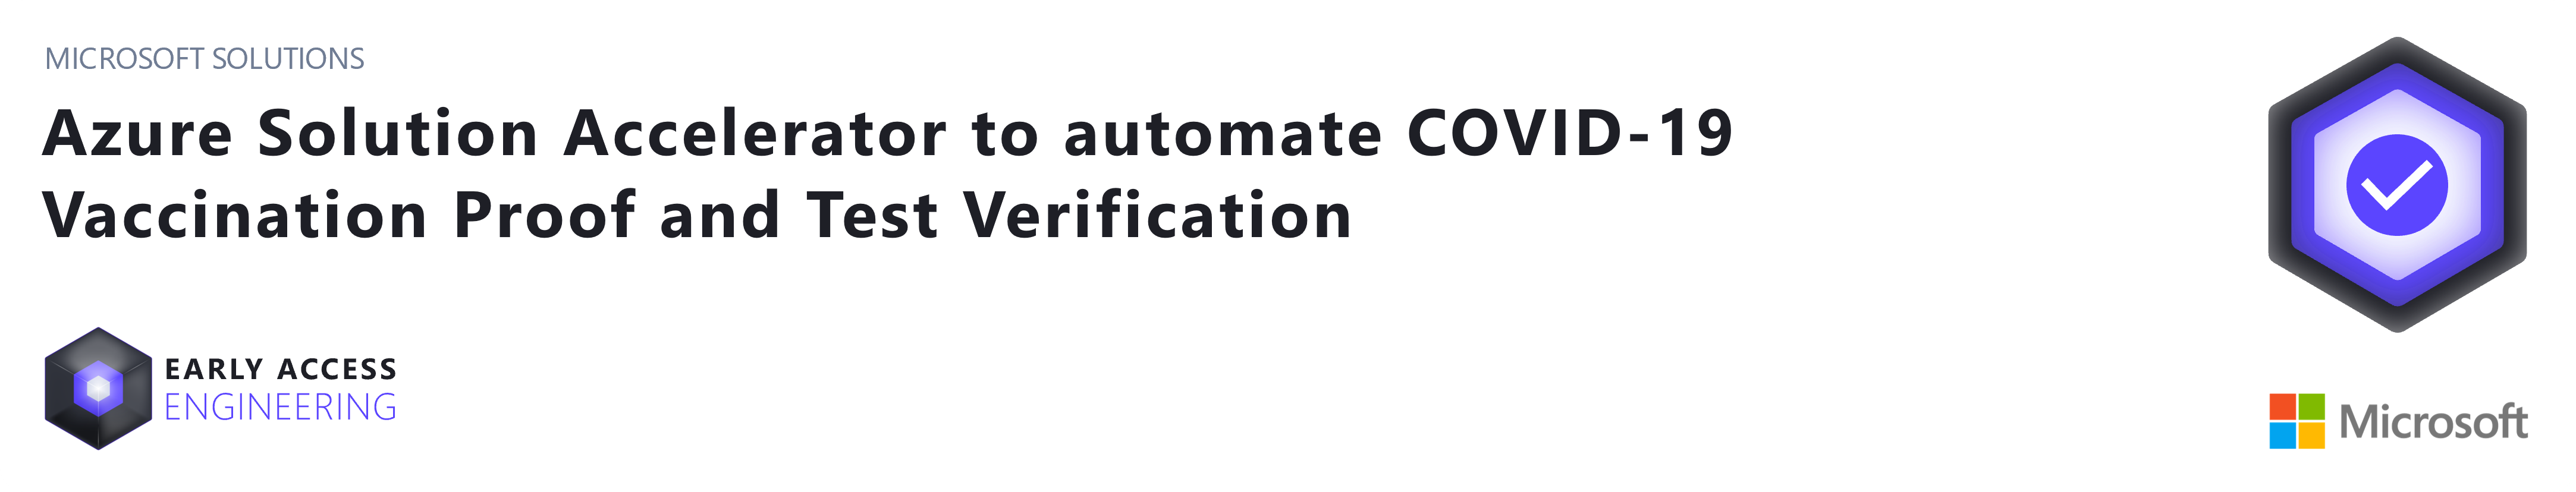 MICROSOFT SOLUTIONS
Azure Solution Accelerator to automate COVID-19
Vaccination Proof and Test Verification
EARLY ACCESS
ENGINEERING
Microsoft